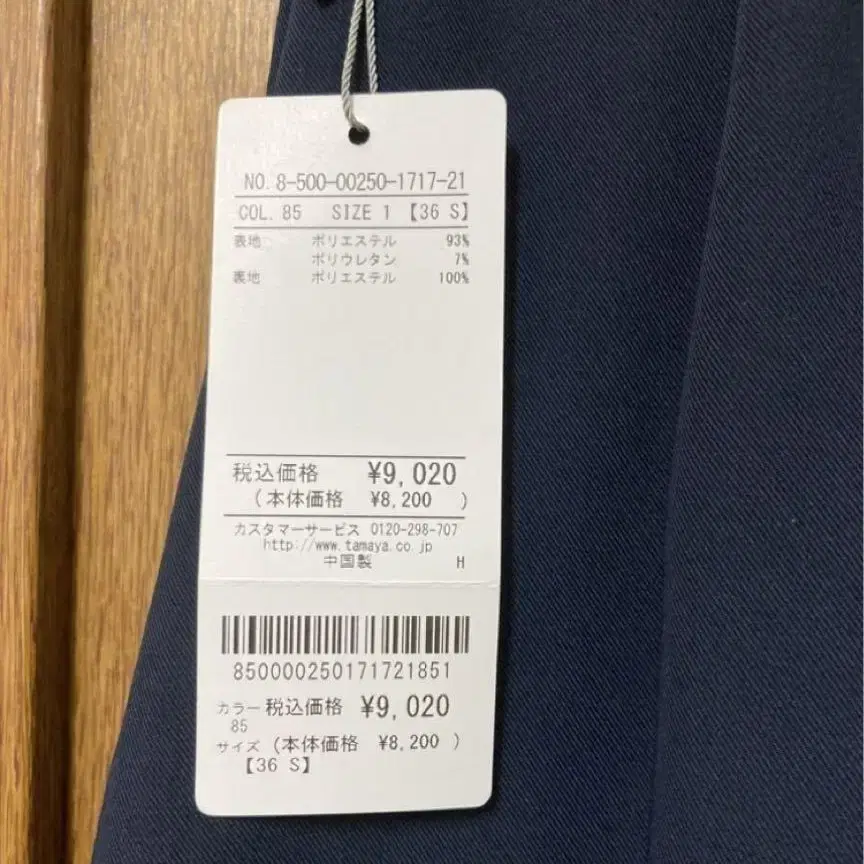 NO. 8-500-00250-1717-21
COL. 85 SIZE 1 【36 S】
表地 ポリエステル 93%
ポリウレタン 7%
裏地 ポリエステル 100%
税込価格 ¥9,020
(本体価格 ¥8,200 )
カスタマーサービス 0120-298-707
http://www.tamaya.co.jp
中国製 H
850000250171721851
カラー 税込価格 ¥9,020
85
サイズ (本体価格 ¥8,200 )
【36 S】